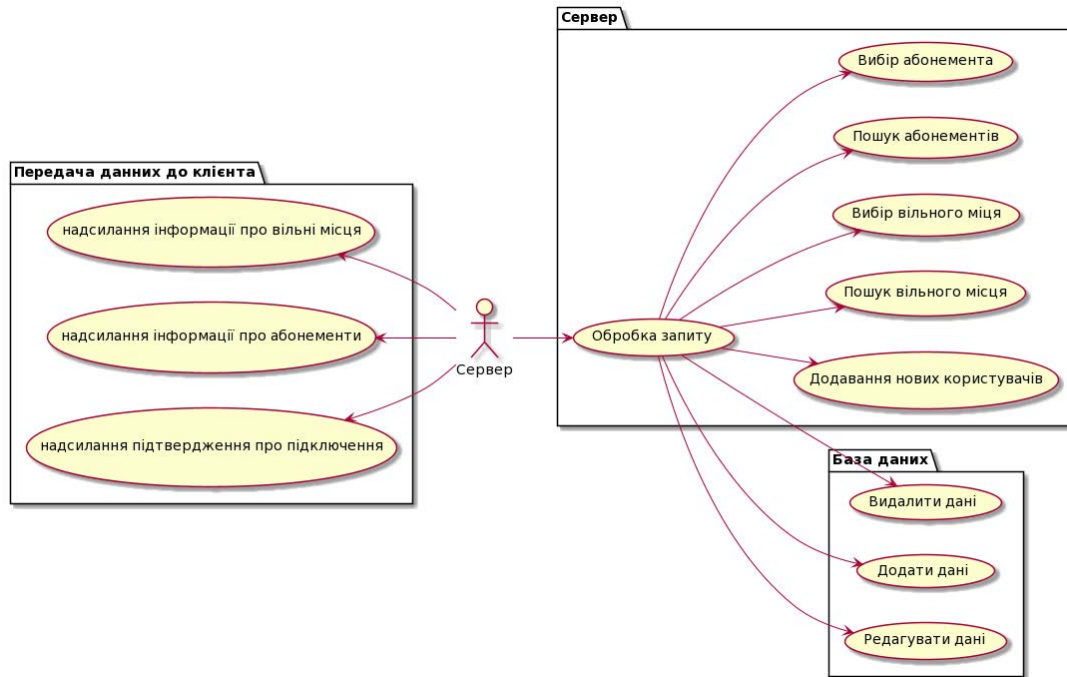 Сервер
Вибір абонемента
Пошук абонементів
Вибір вільного міця
Пошук вільного місця
Обробка запиту
Додавання нових користувачів
Передача данних до клієнта
надсилання інформації про вільні місця
надсилання інформації про абонементи
надсилання підтвердження про підключення
Сервер
База даних
Видалити дані
Додати дані
Редагувати дані